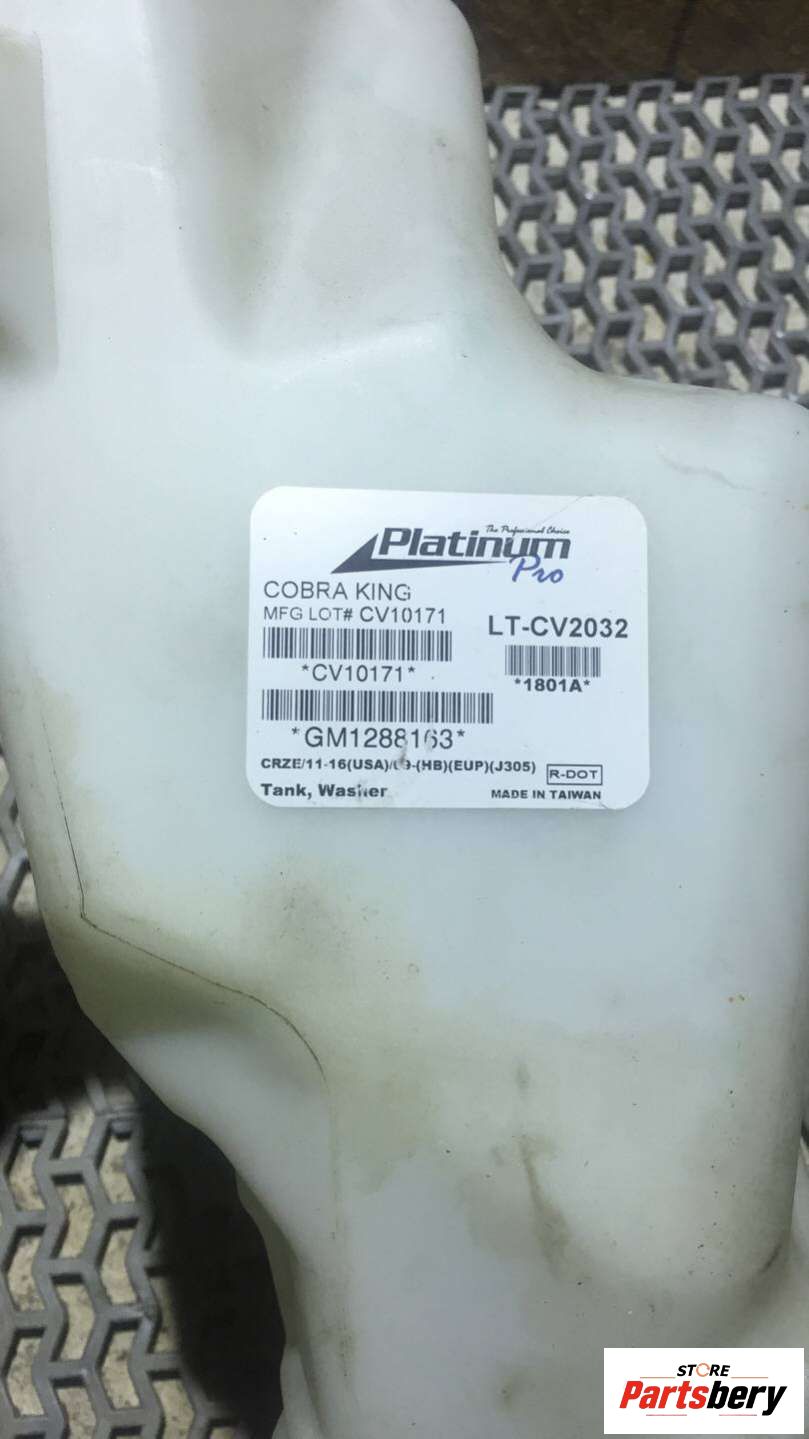 The Professional Choice
Platinum
Pro
COBRA KING
MFG LOT# CV10171
LT-CV2032
*CV10171*
*1801A*
*GM1288163*
CRZE/11-16(USA)/09-(HB)(EUP)(J305)
R-DOT
Tank, Washer
MADE IN TAIWAN
STORE
Partsbery